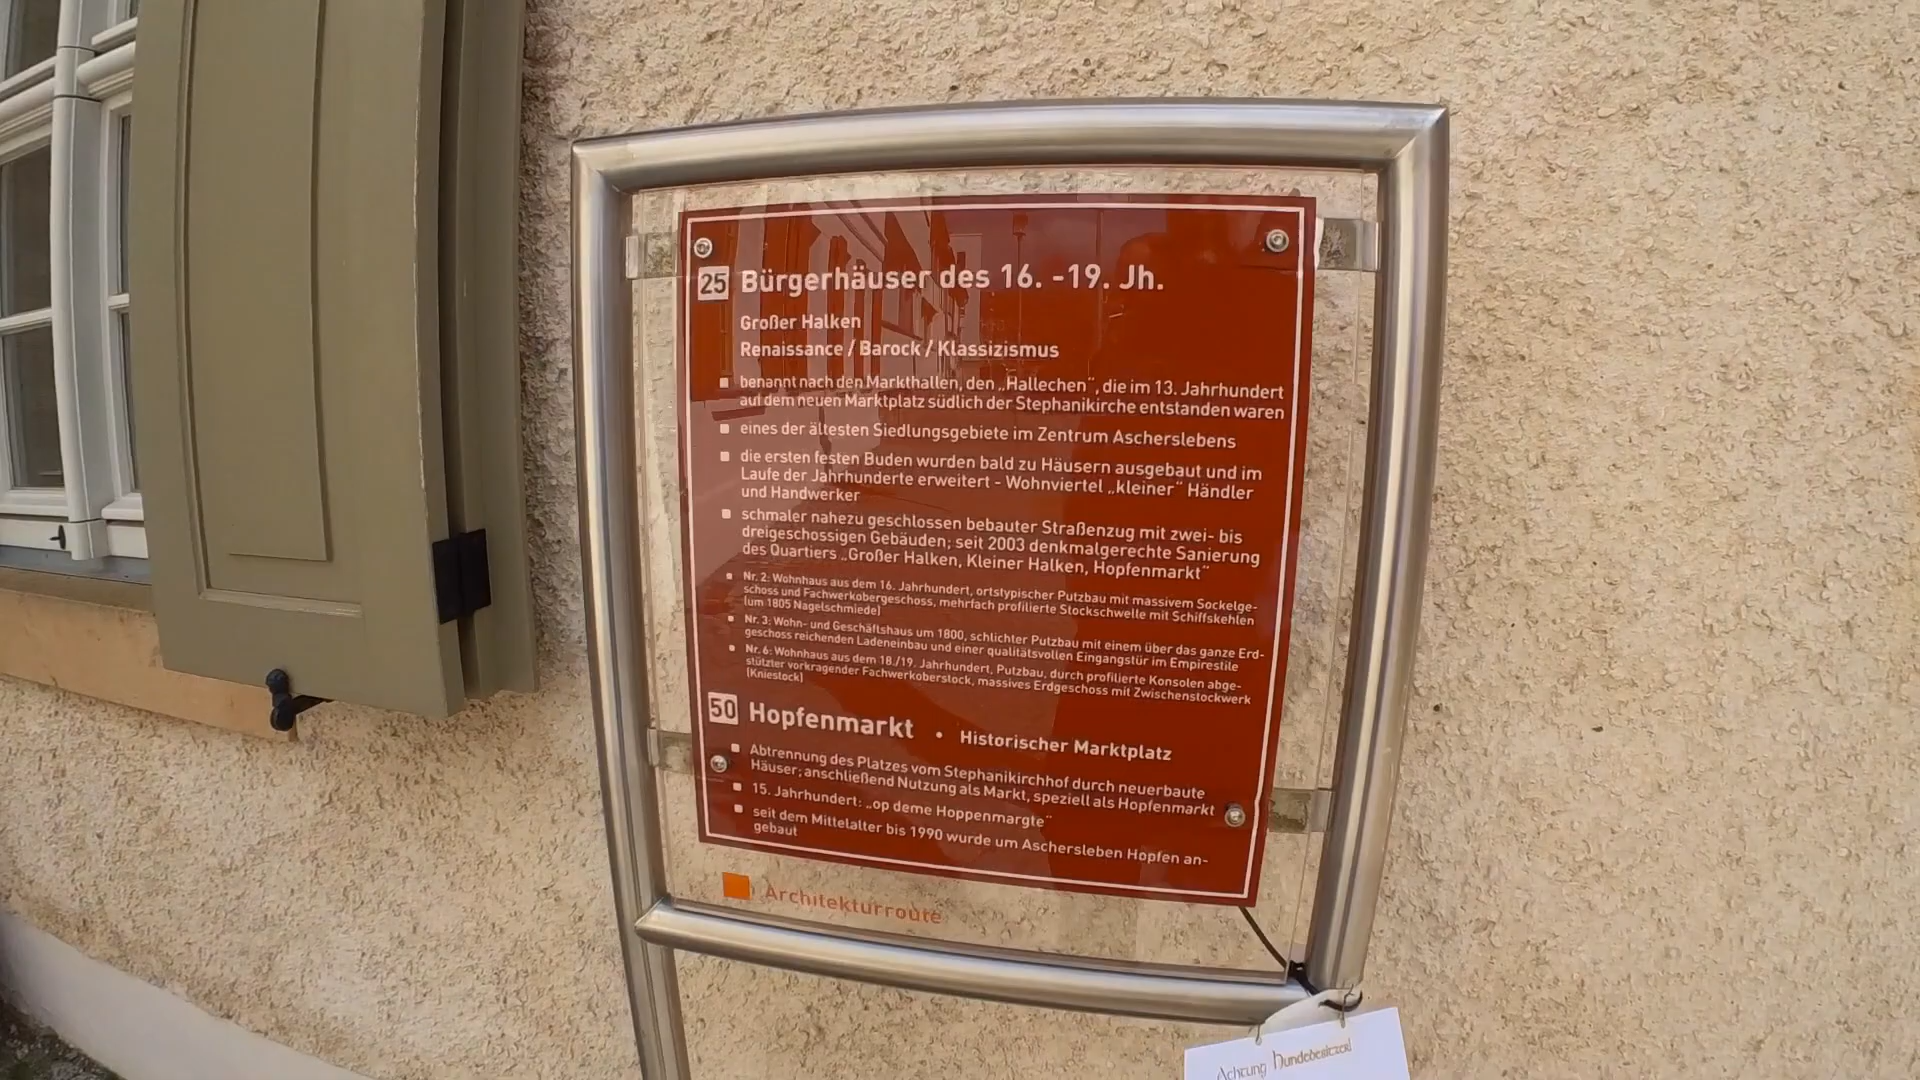 25 Bürgerhäuser des 16. -19. Jh.
Großer Halken
Renaissance / Barock / Klassizismus
benannt nach den Markthallen, den „Hallechen“, die im 13. Jahrhundert
auf dem neuen Marktplatz südlich der Stephanikirche entstanden waren
eines der ältesten Siedlungsgebiete im Zentrum Ascherslebens
die ersten festen Buden wurden bald zu Häusern ausgebaut und im
Laufe der Jahrhunderte erweitert - Wohnviertel „kleiner“ Händler
und Handwerker
schmaler nahezu geschlossen bebauter Straßenzug mit zwei- bis
dreigeschossigen Gebäuden; seit 2003 denkmalgerechte Sanierung
des Quartiers „Großer Halken, Kleiner Halken, Hopfenmarkt“
Nr. 2: Wohnhaus aus dem 16. Jahrhundert, ortstypischer Putzbau mit massivem Sockelge-
schoss und Fachwerkobergeschoss, mehrfach profilierte Stockschwelle mit Schiffskehlen
(um 1805 Nagelschmiede)
Nr. 3: Wohn- und Geschäftshaus um 1800, schlichter Putzbau mit einem über das ganze Erd-
geschoss reichenden Ladeneinbau und einer qualitätsvollen Eingangstür im Empirestile
Nr. 6: Wohnhaus aus dem 18./19. Jahrhundert, Putzbau, durch profilierte Konsolen abge-
stützter vorkragender Fachwerkoberstock, massives Erdgeschoss mit Zwischenstockwerk
(Kniestock)
50 Hopfenmarkt • Historischer Marktplatz
Abtrennung des Platzes vom Stephanikirchhof durch neuerbaute
Häuser; anschließend Nutzung als Markt, speziell als Hopfenmarkt
15. Jahrhundert: „op deme Hoppenmargte“
seit dem Mittelalter bis 1990 wurde um Aschersleben Hopfen an-
gebaut
Architekturroute
Achtung Hundebesitzer!